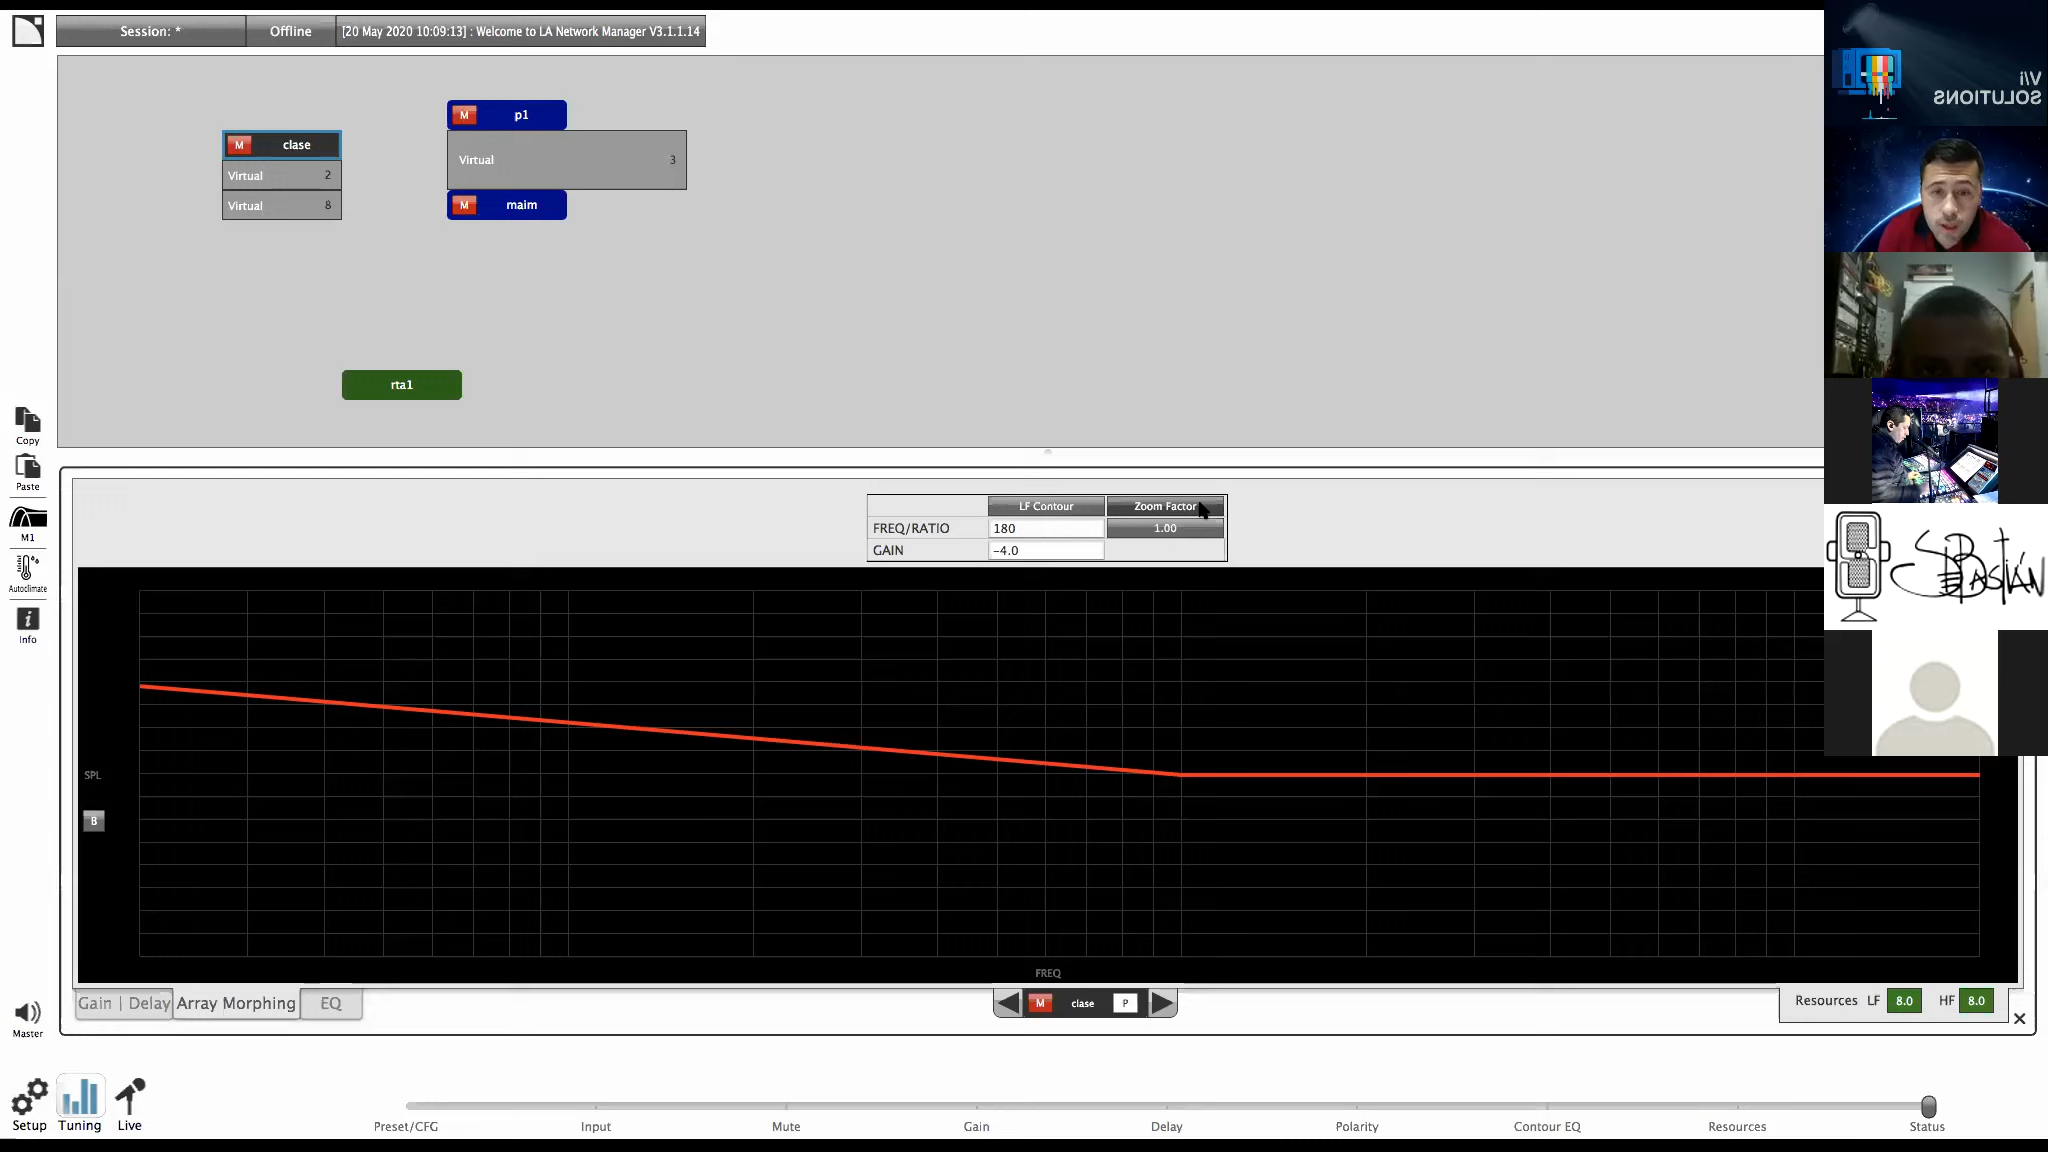 Session: *
Offline
[20 May 2020 10:09:13] : Welcome to LA Network Manager V3.1.1.14
V/I
SOLUTIONS
M p1
M clase
Virtual 3
Virtual 2
Virtual 8
M maim
rta1
Copy
Paste
M1
Autoclimate
i
Info
LF Contour Zoom Factor
FREQ/RATIO 180 1.00
GAIN -4.0
SEBASTIÁN
SPL
B
FREQ
Gain | Delay Array Morphing EQ
M clase P
Resources LF 8.0 HF 8.0
Master
Setup Tuning Live
Preset/CFG Input Mute Gain Delay Polarity Contour EQ Resources Status